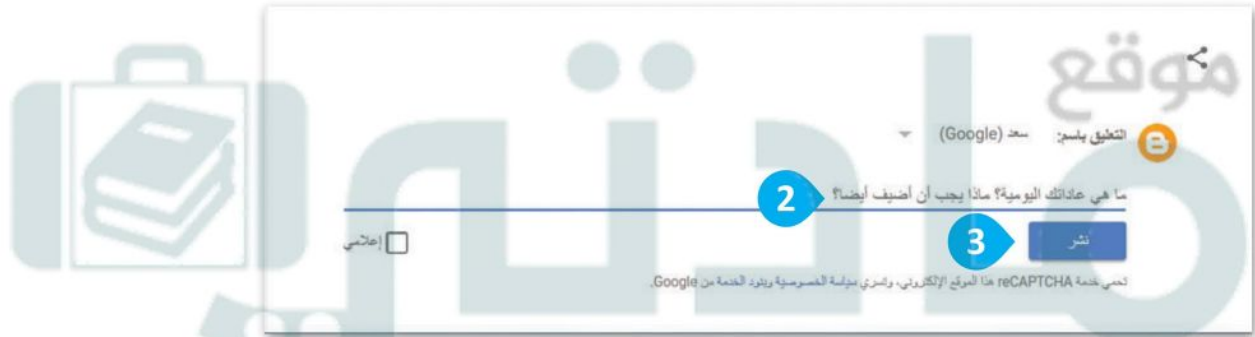 موقع
مادتي
التعليق باسم: سعد (Google)
ما هي عاداتك اليومية؟ ماذا يجب أن أضيف أيضا؟
2
نشر
3
إعلامي
تحمي خدمة reCAPTCHA هذا الموقع الإلكتروني، وتسري سياسة الخصوصية وبنود الخدمة من Google.